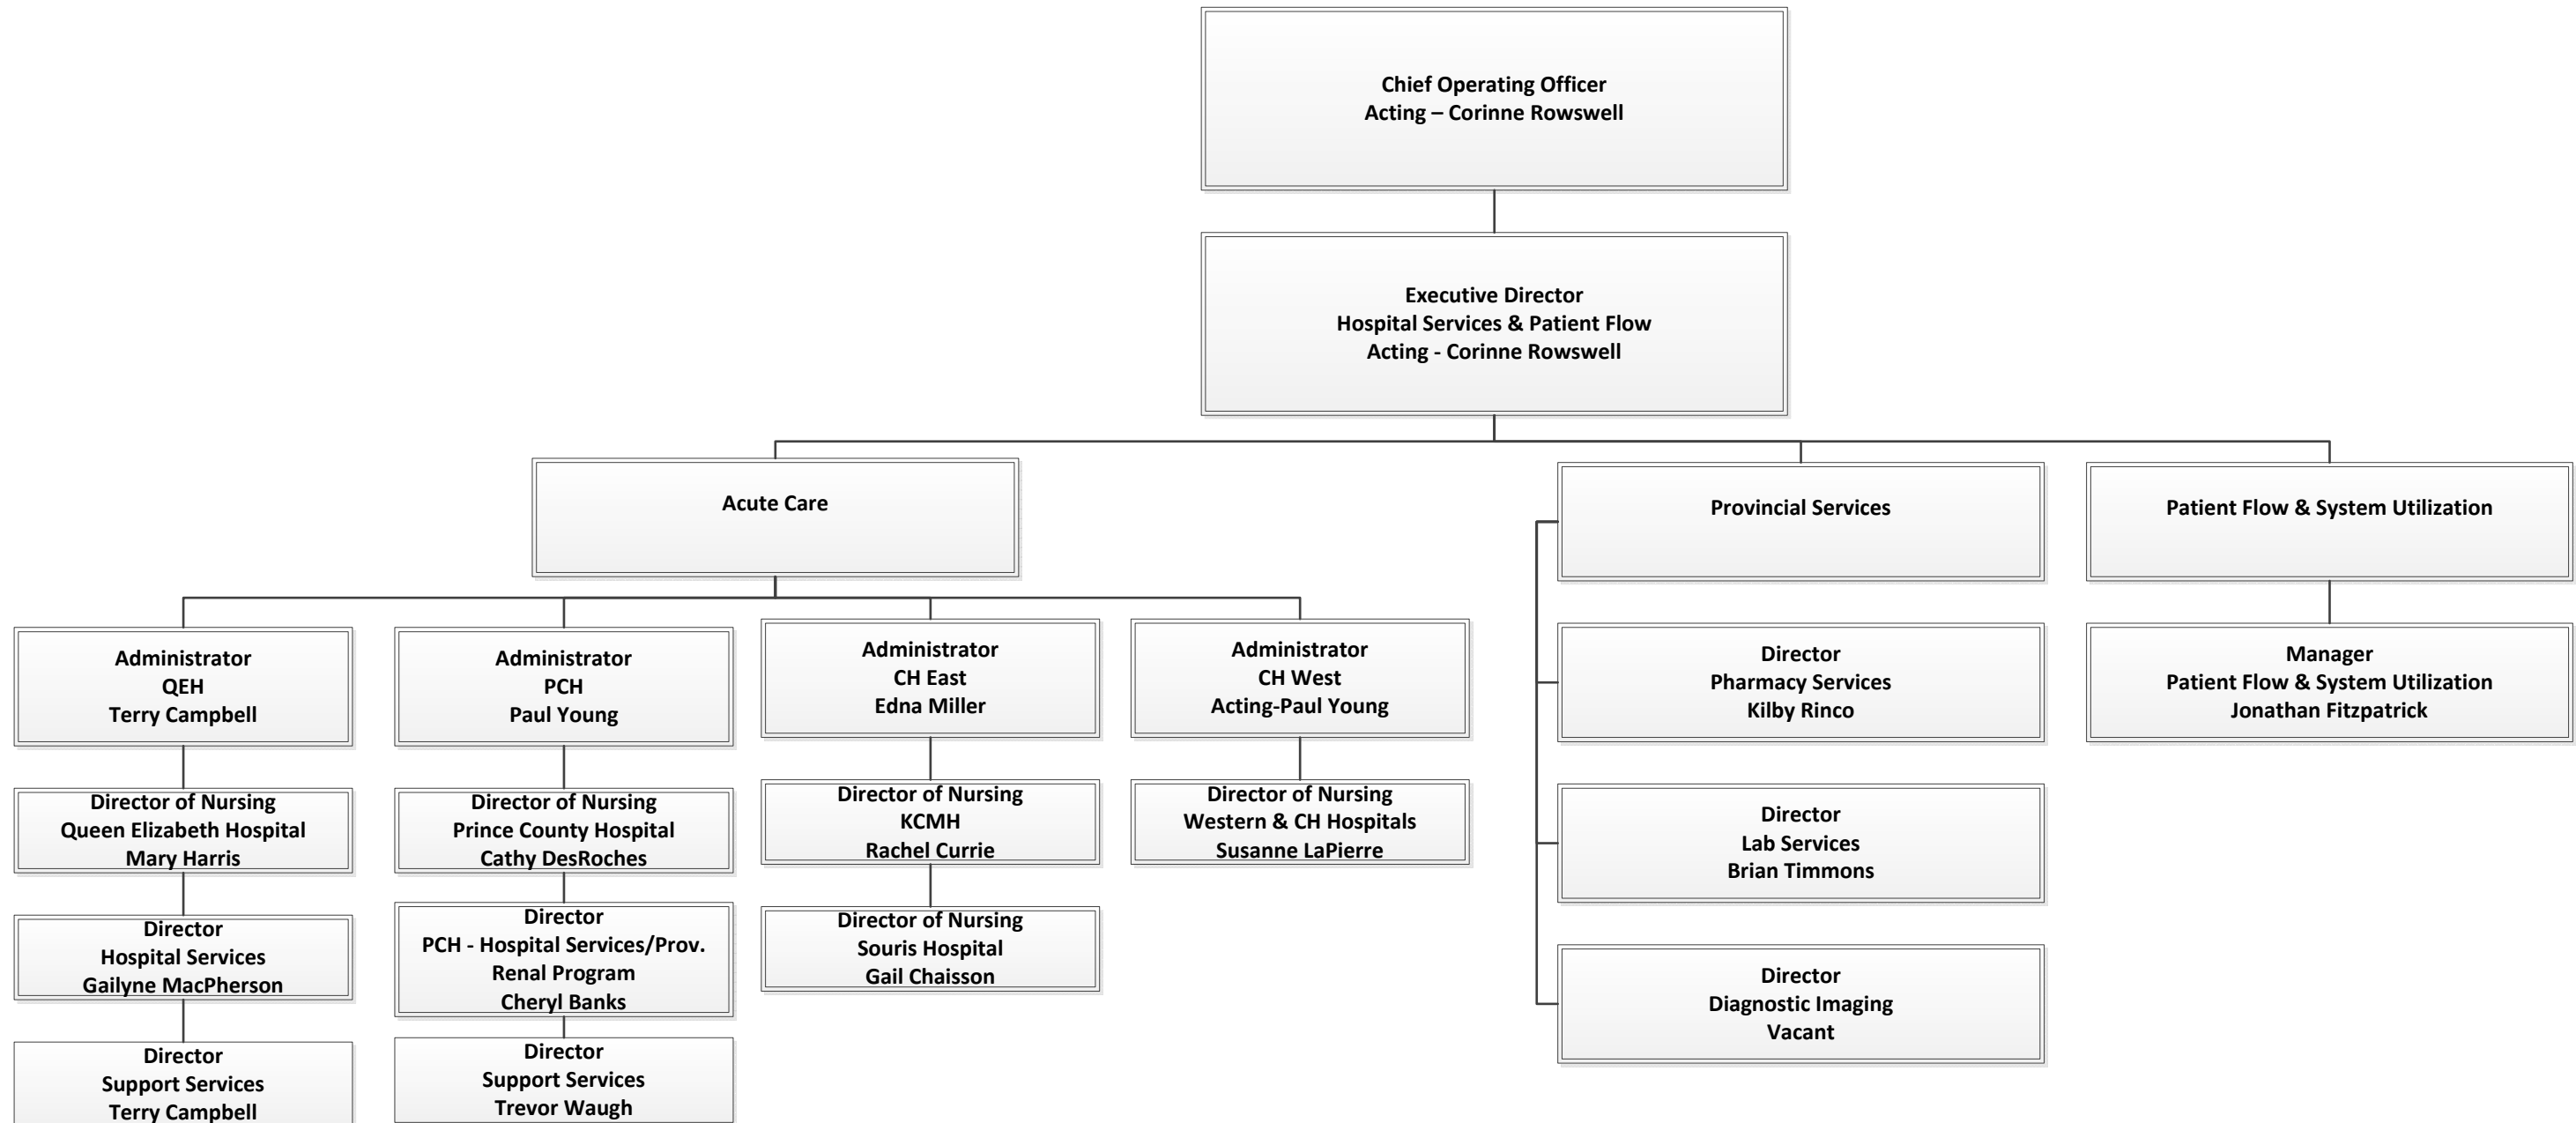 Chief Operating Officer
Acting – Corinne Rowswell
Executive Director
Hospital Services & Patient Flow
Acting - Corinne Rowswell
Acute Care
Provincial Services
Patient Flow & System Utilization
Administrator
QEH
Terry Campbell
Administrator
PCH
Paul Young
Administrator
CH East
Edna Miller
Administrator
CH West
Acting-Paul Young
Director
Pharmacy Services
Kilby Rinco
Manager
Patient Flow & System Utilization
Jonathan Fitzpatrick
Director of Nursing
Queen Elizabeth Hospital
Mary Harris
Director of Nursing
Prince County Hospital
Cathy DesRoches
Director of Nursing
KCMH
Rachel Currie
Director of Nursing
Western & CH Hospitals
Susanne LaPierre
Director
Lab Services
Brian Timmons
Director
Hospital Services
Gailyne MacPherson
Director
PCH - Hospital Services/Prov.
Renal Program
Cheryl Banks
Director of Nursing
Souris Hospital
Gail Chaisson
Director
Diagnostic Imaging
Vacant
Director
Support Services
Terry Campbell
Director
Support Services
Trevor Waugh